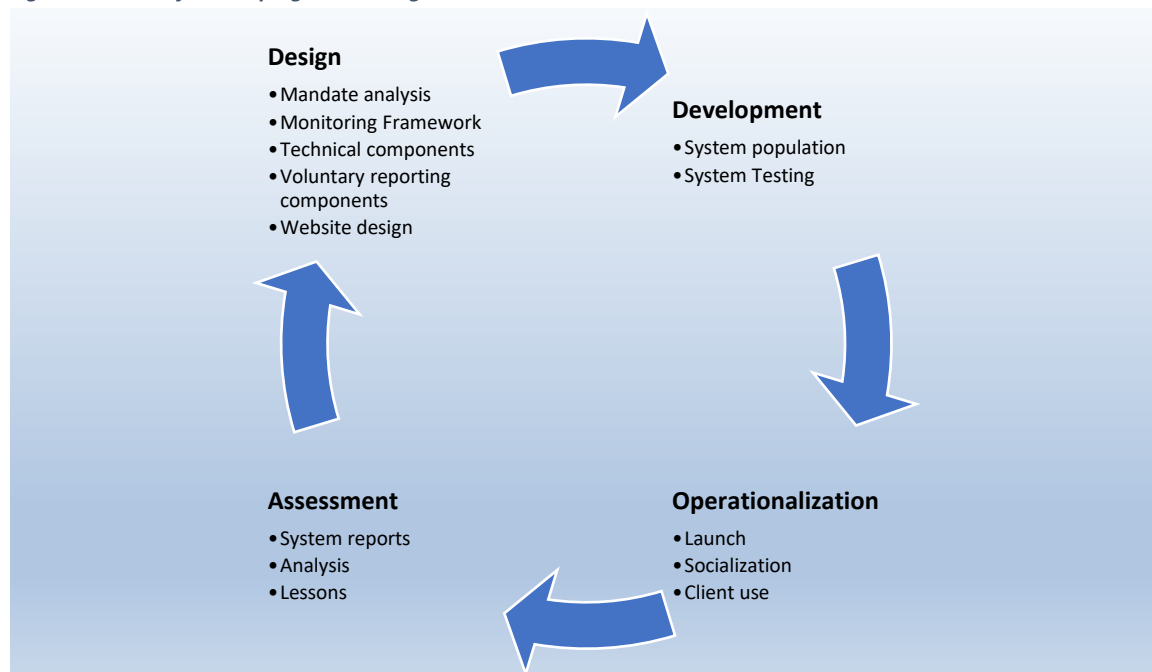 Design
•Mandate analysis
•Monitoring Framework
•Technical components
•Voluntary reporting
components
•Website design
Development
•System population
•System Testing
Assessment
•System reports
•Analysis
•Lessons
Operationalization
•Launch
•Socialization
•Client use